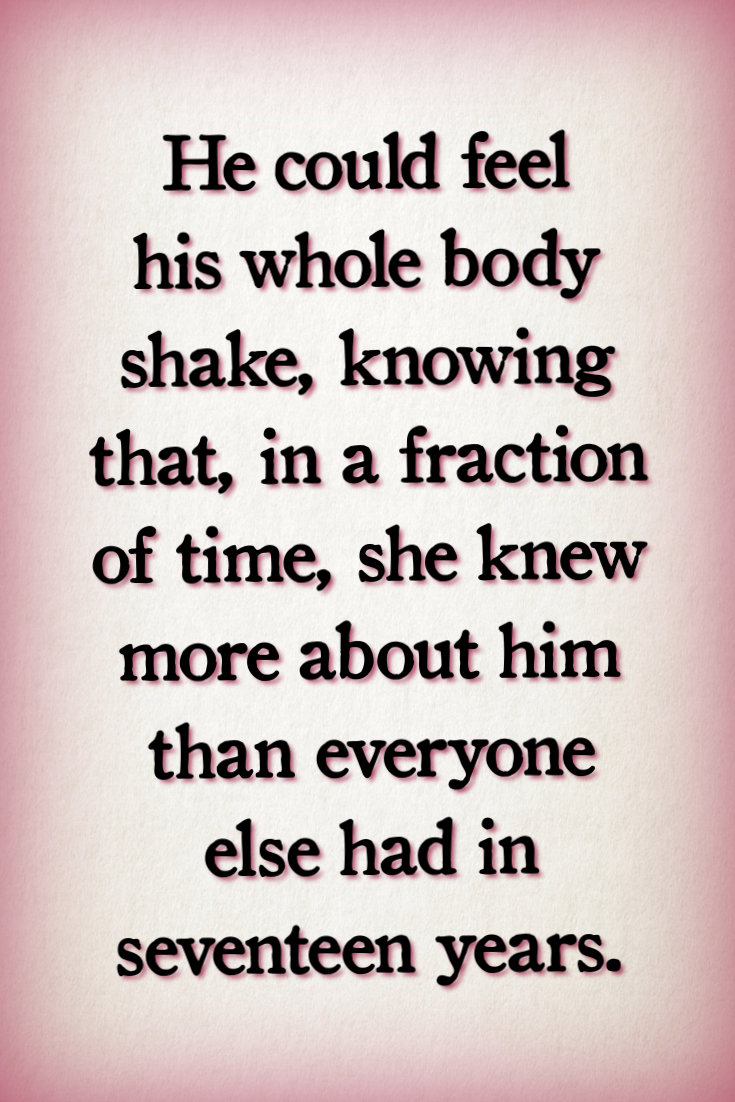 He could feel
his whole body
shake, knowing
that, in a fraction
of time, she knew
more about him
than everyone
else had in
seventeen years.